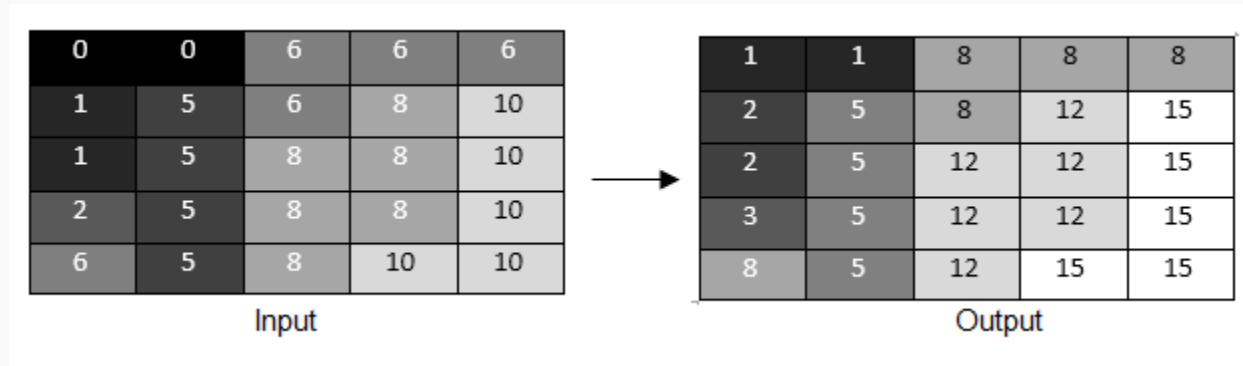 0 0 6 6 6
1 5 6 8 10
1 5 8 8 10
2 5 8 8 10
6 5 8 10 10
Input
1 1 8 8 8
2 5 8 12 15
2 5 12 12 15
3 5 12 12 15
8 5 12 15 15
Output